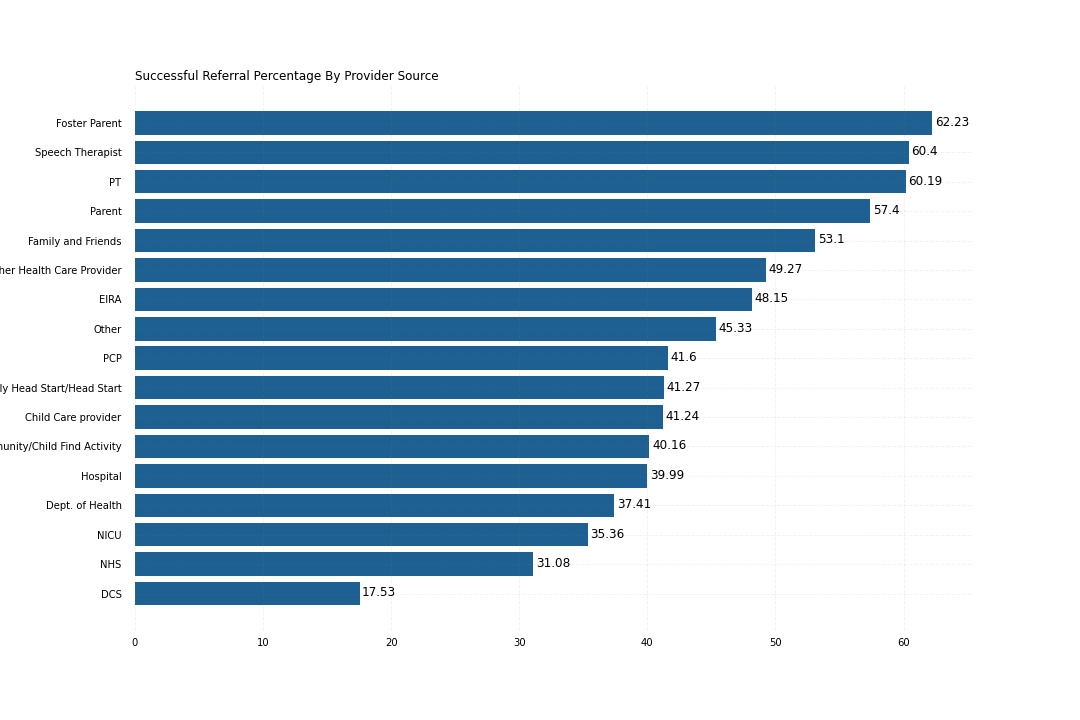 Successful Referral Percentage By Provider Source
Foster Parent 62.23
Speech Therapist 60.4
PT 60.19
Parent 57.4
Family and Friends 53.1
her Health Care Provider 49.27
EIRA 48.15
Other 45.33
PCP 41.6
ly Head Start/Head Start 41.27
Child Care provider 41.24
unity/Child Find Activity 40.16
Hospital 39.99
Dept. of Health 37.41
NICU 35.36
NHS 31.08
DCS 17.53
0 10 20 30 40 50 60